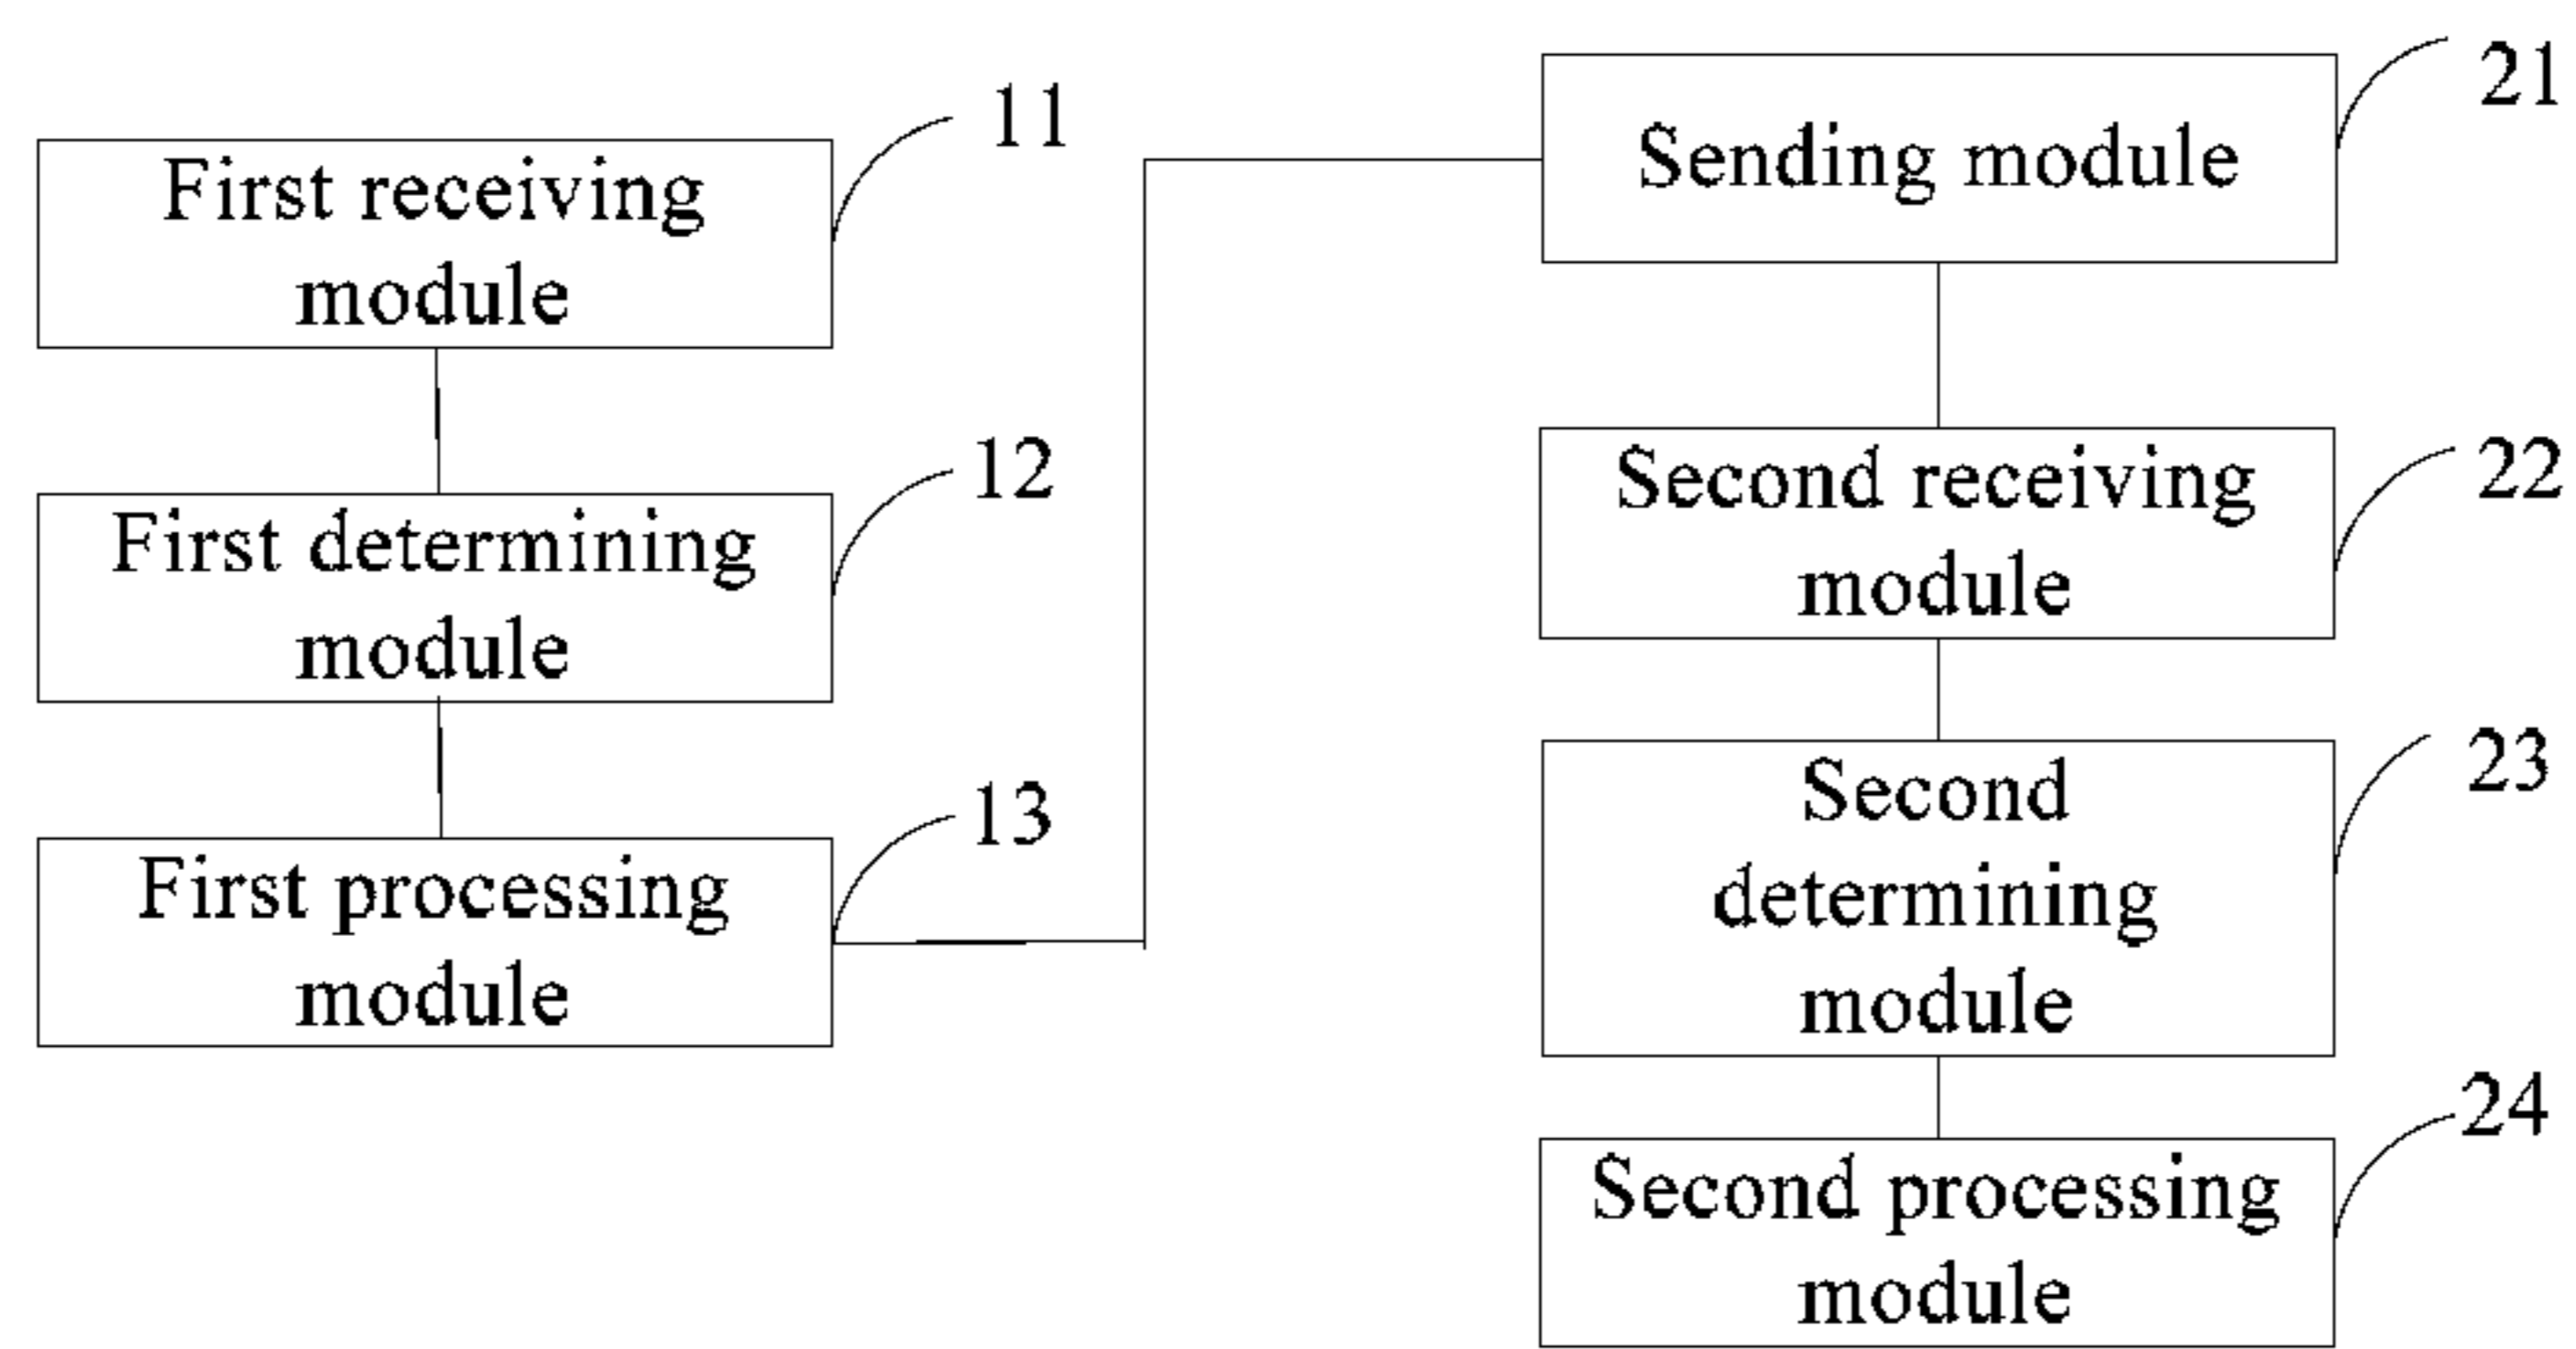 First receiving
module
11
First determining
module
12
First processing
module
13
Sending module
21
Second receiving
module
22
Second
determining
module
23
Second processing
module
24